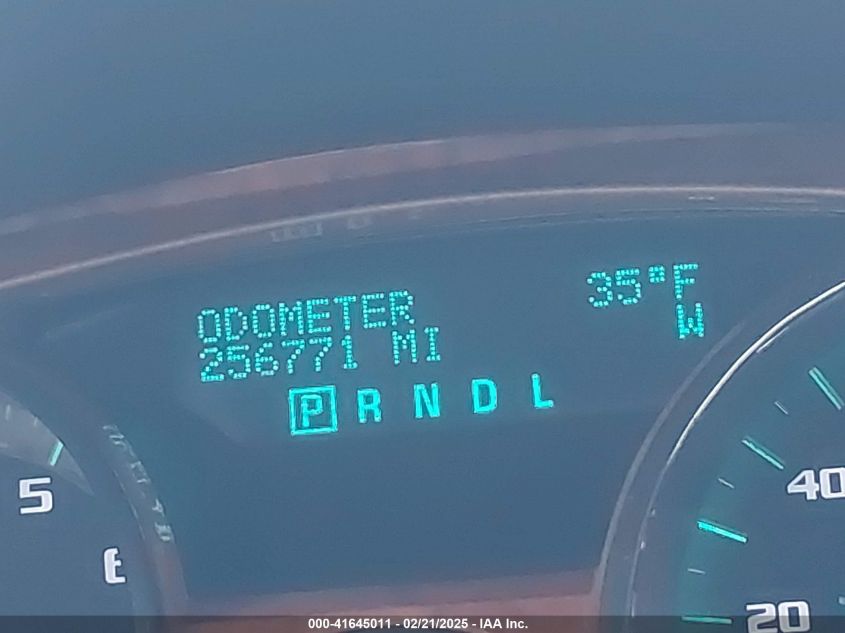 ODOMETER
256771 MI
35°F
W
P R N D L
5
40
20
000-41645011 - 02/21/2025 - IAA Inc.